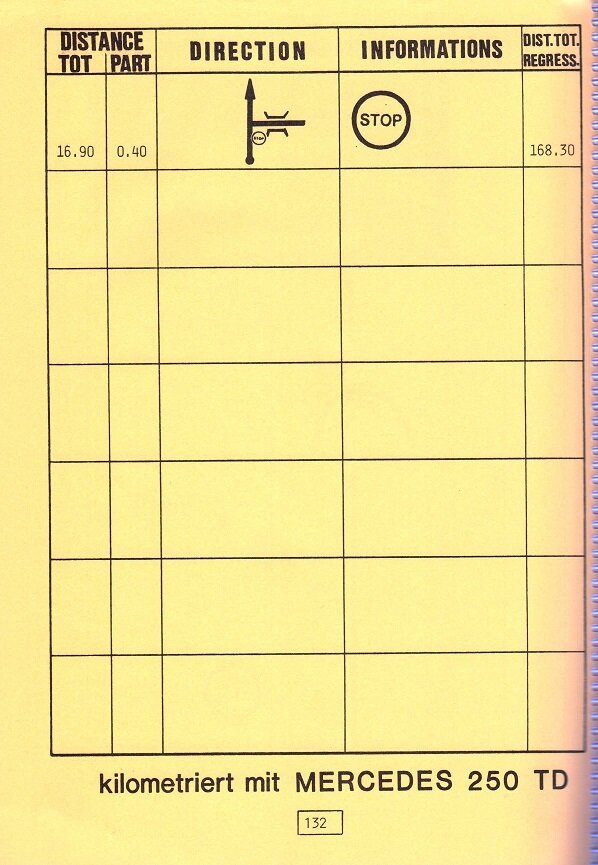 DISTANCE
TOT PART
DIRECTION
INFORMATIONS
DIST.TOT.
REGRESS.
16.90 0.40
STOP
STOP
168.30
kilometriert mit MERCEDES 250 TD
132